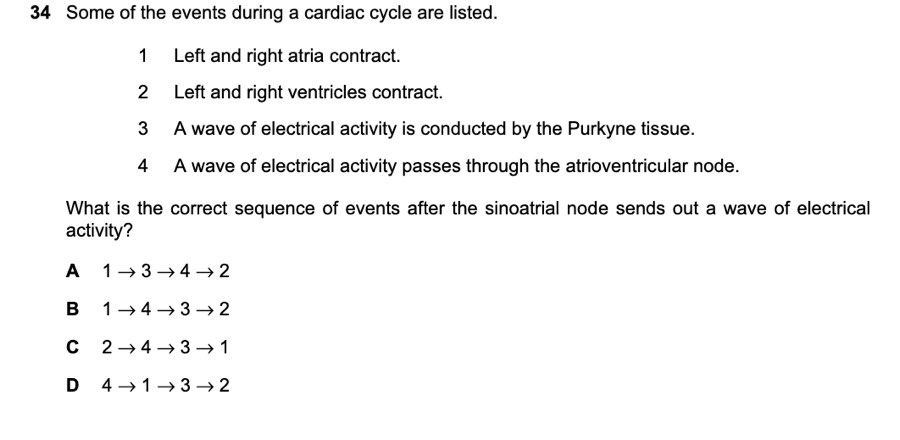 34 Some of the events during a cardiac cycle are listed.
1 Left and right atria contract.
2 Left and right ventricles contract.
3 A wave of electrical activity is conducted by the Purkyne tissue.
4 A wave of electrical activity passes through the atrioventricular node.
What is the correct sequence of events after the sinoatrial node sends out a wave of electrical
activity?
A 1 → 3 → 4 → 2
B 1 → 4 → 3 → 2
C 2 → 4 → 3 → 1
D 4 → 1 → 3 → 2